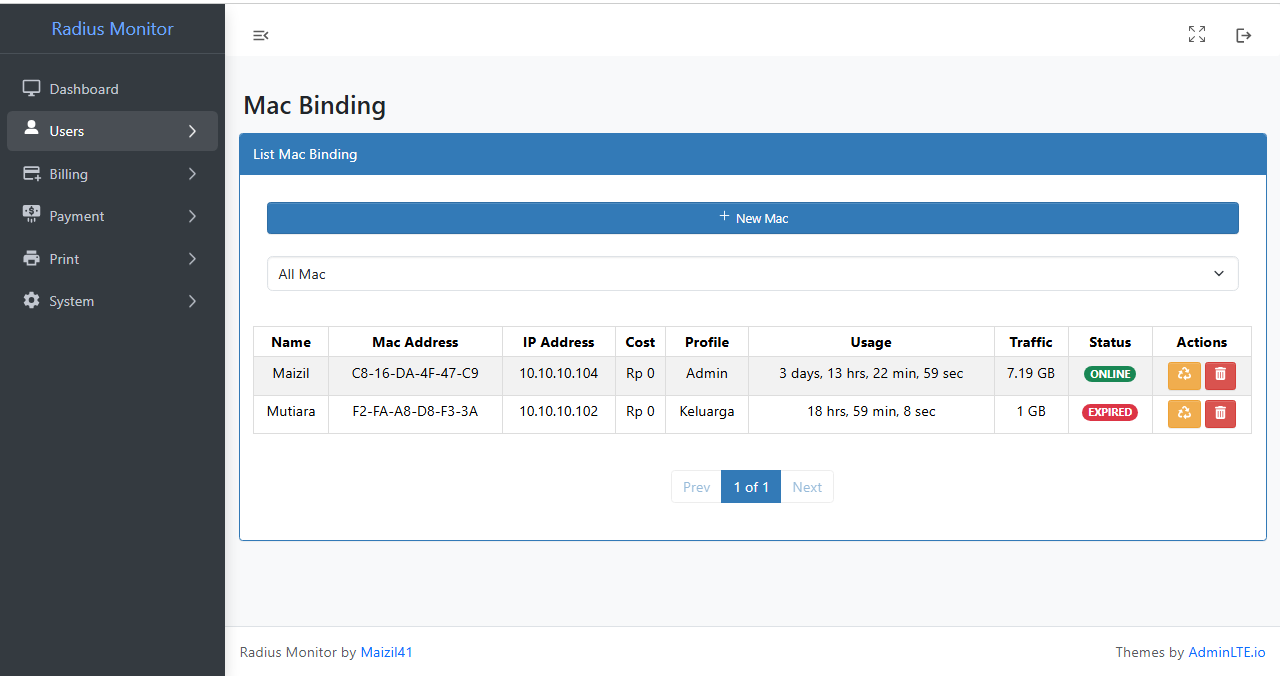 Radius Monitor
Dashboard
Users
Billing
Payment
Print
System
Mac Binding
List Mac Binding
+ New Mac
All Mac
Name Mac Address IP Address Cost Profile Usage Traffic Status Actions
Maizil C8-16-DA-4F-47-C9 10.10.10.104 Rp 0 Admin 3 days, 13 hrs, 22 min, 59 sec 7.19 GB ONLINE
Mutiara F2-FA-A8-D8-F3-3A 10.10.10.102 Rp 0 Keluarga 18 hrs, 59 min, 8 sec 1 GB EXPIRED
Prev 1 of 1 Next
Radius Monitor by Maizil41 Themes by AdminLTE.io